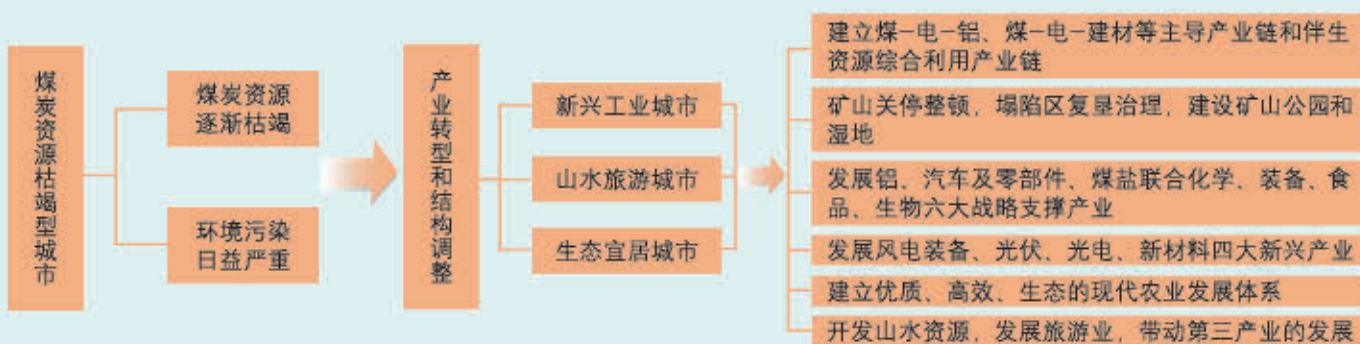 煤炭资源枯竭型城市
煤炭资源
逐渐枯竭
环境污染
日益严重
产业转型和结构调整
新兴工业城市
山水旅游城市
生态宜居城市
建立煤-电-铝、煤-电-建材等主导产业链和伴生
资源综合利用产业链
矿山关停整顿，塌陷区复垦治理，建设矿山公园和
湿地
发展铝、汽车及零部件、煤盐联合化学、装备、食
品、生物六大战略支撑产业
发展风电装备、光伏、光电、新材料四大新兴产业
建立优质、高效、生态的现代农业发展体系
开发山水资源，发展旅游业，带动第三产业的发展